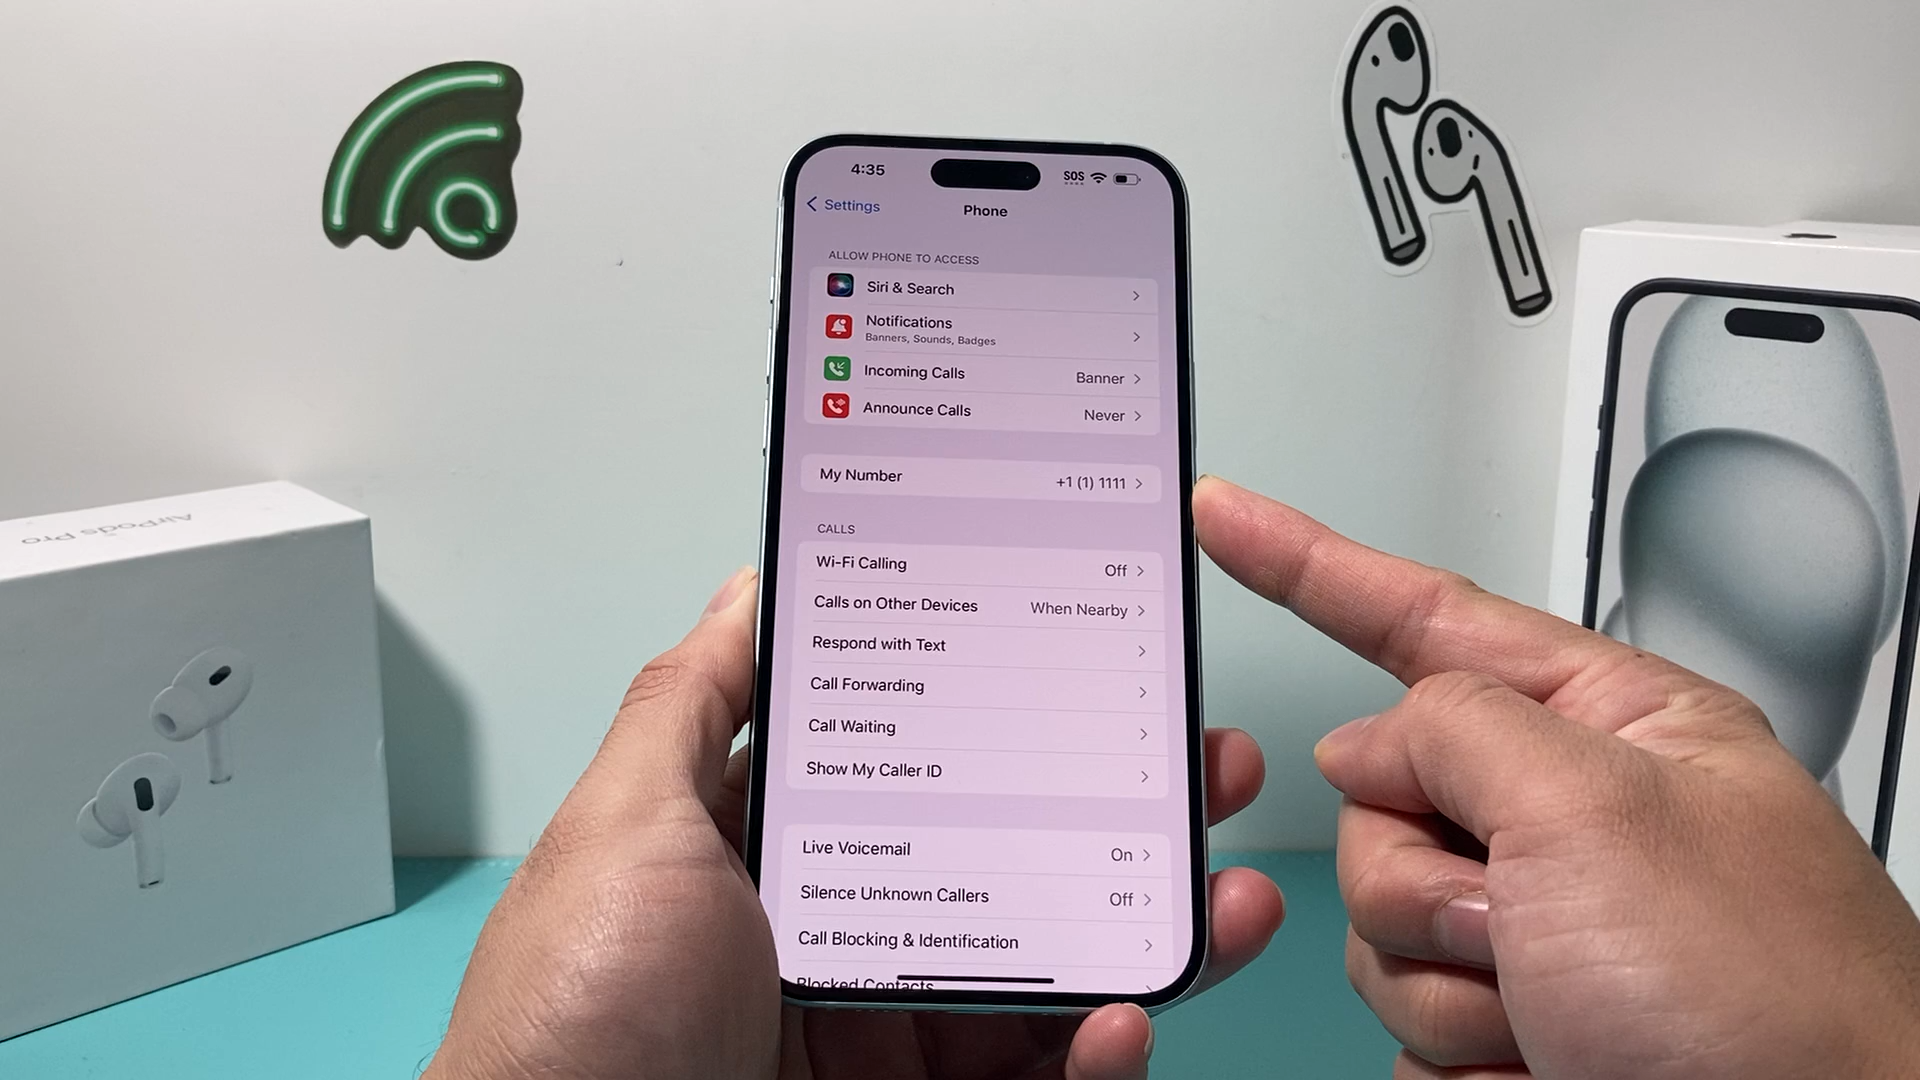 4:35
SOS
Settings
Phone
ALLOW PHONE TO ACCESS
Siri & Search
Notifications
Banners, Sounds, Badges
Incoming Calls Banner
Announce Calls Never
My Number +1 (1) 1111
CALLS
Wi-Fi Calling Off
Calls on Other Devices When Nearby
Respond with Text
Call Forwarding
Call Waiting
Show My Caller ID
Live Voicemail On
Silence Unknown Callers Off
Call Blocking & Identification
Blocked Contacts
AirPods Pro